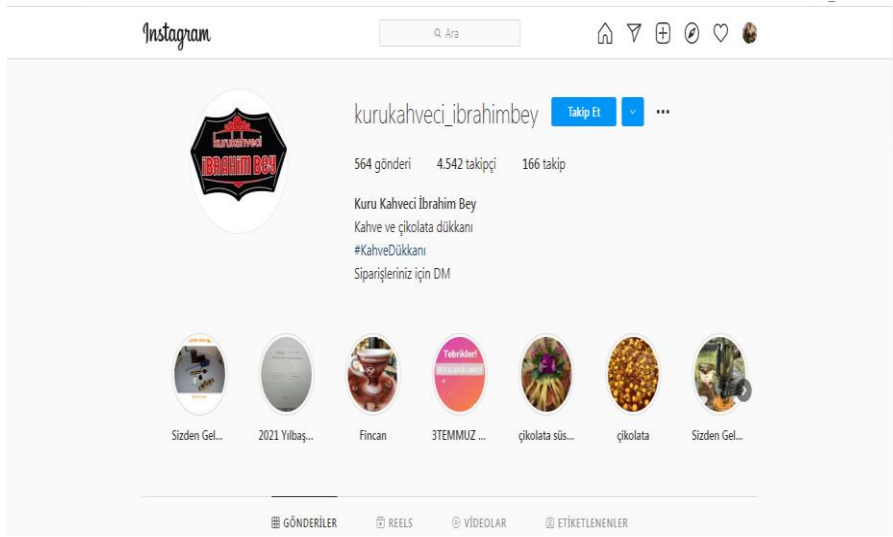 Instagram
Ara
kurukahveci_ibrahimbey Takip Et
564 gönderi 4.542 takipçi 166 takip
kurukahveci
İBRAHİM BEY
Kuru Kahveci İbrahim Bey
Kahve ve çikolata dükkanı
#KahveDükkanı
Siparişleriniz için DM
Tebrikler!
Sizden Gel... 2021 Yılbaş... Fincan 3TEMMUZ ... çikolata süs... çikolata Sizden Gel...
GÖNDERİLER REELS VİDEOLAR ETİKETLENENLER